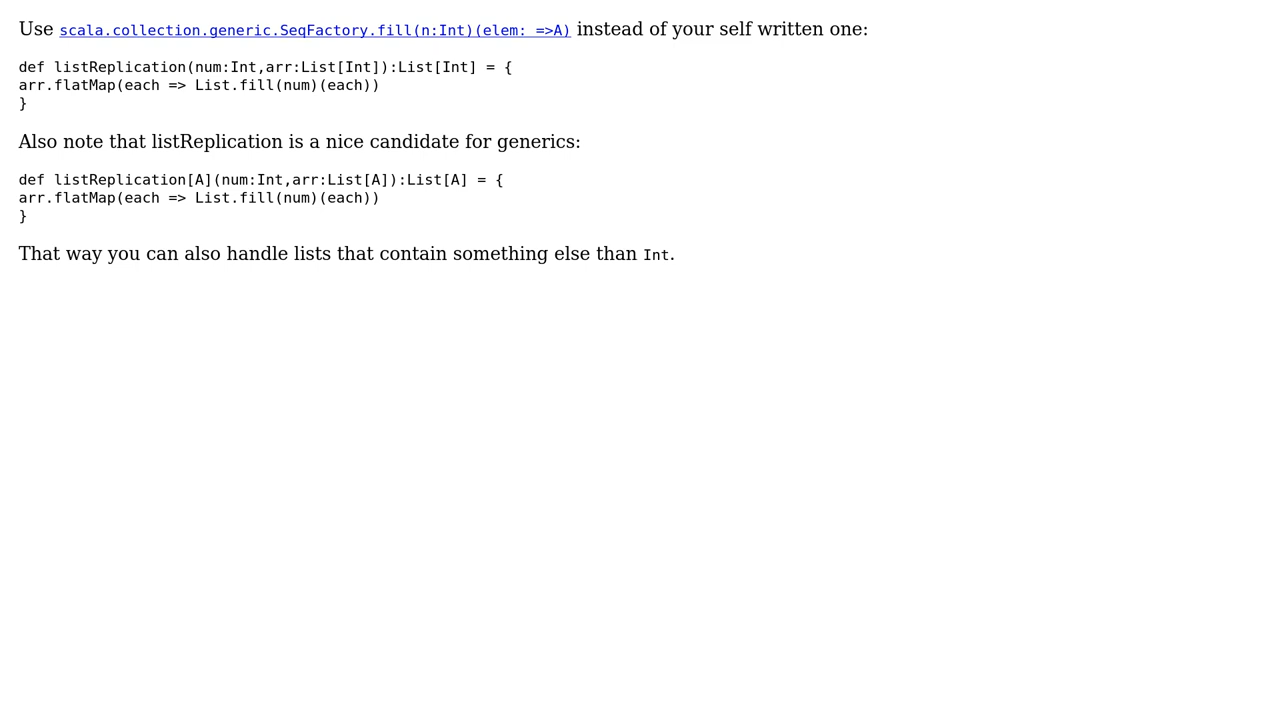 Use scala.collection.generic.SeqFactory.fill(n:Int)(elem: =>A) instead of your self written one:
def listReplication(num:Int,arr:List[Int]):List[Int] = {
arr.flatMap(each => List.fill(num)(each))
}
Also note that listReplication is a nice candidate for generics:
def listReplication[A](num:Int,arr:List[A]):List[A] = {
arr.flatMap(each => List.fill(num)(each))
}
That way you can also handle lists that contain something else than Int.